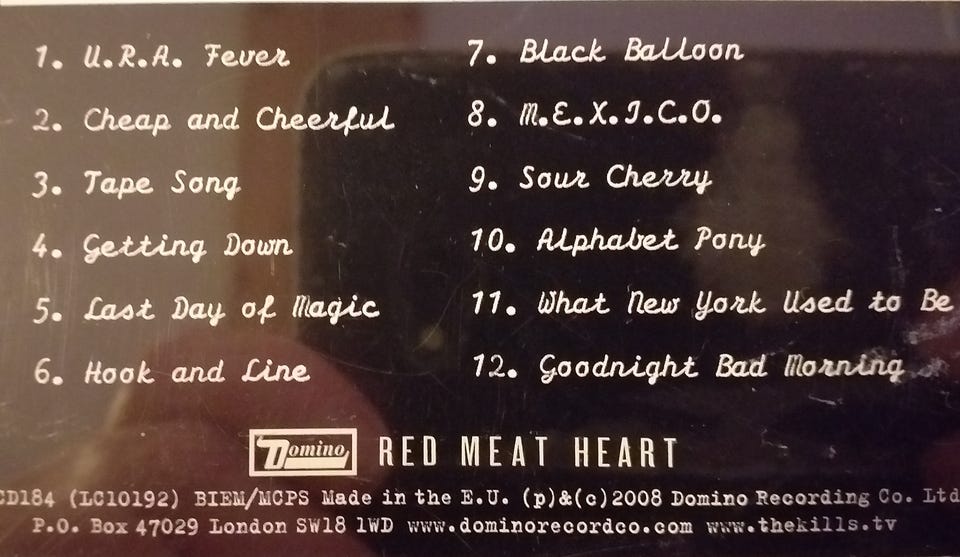 1. U.R.A. Fever
2. Cheap and Cheerful
3. Tape Song
4. Getting Down
5. Last Day of Magic
6. Hook and Line
7. Black Balloon
8. M.E.X.I.C.O.
9. Sour Cherry
10. Alphabet Pony
11. What New York Used to Be
12. Goodnight Bad Morning
Domino RED MEAT HEART
CD184 (LC10192) BIEM/MCPS Made in the E.U. (p)&(c)2008 Domino Recording Co. Ltd
P.O. Box 47029 London SW18 1WD www.dominorecordco.com www.thekills.tv